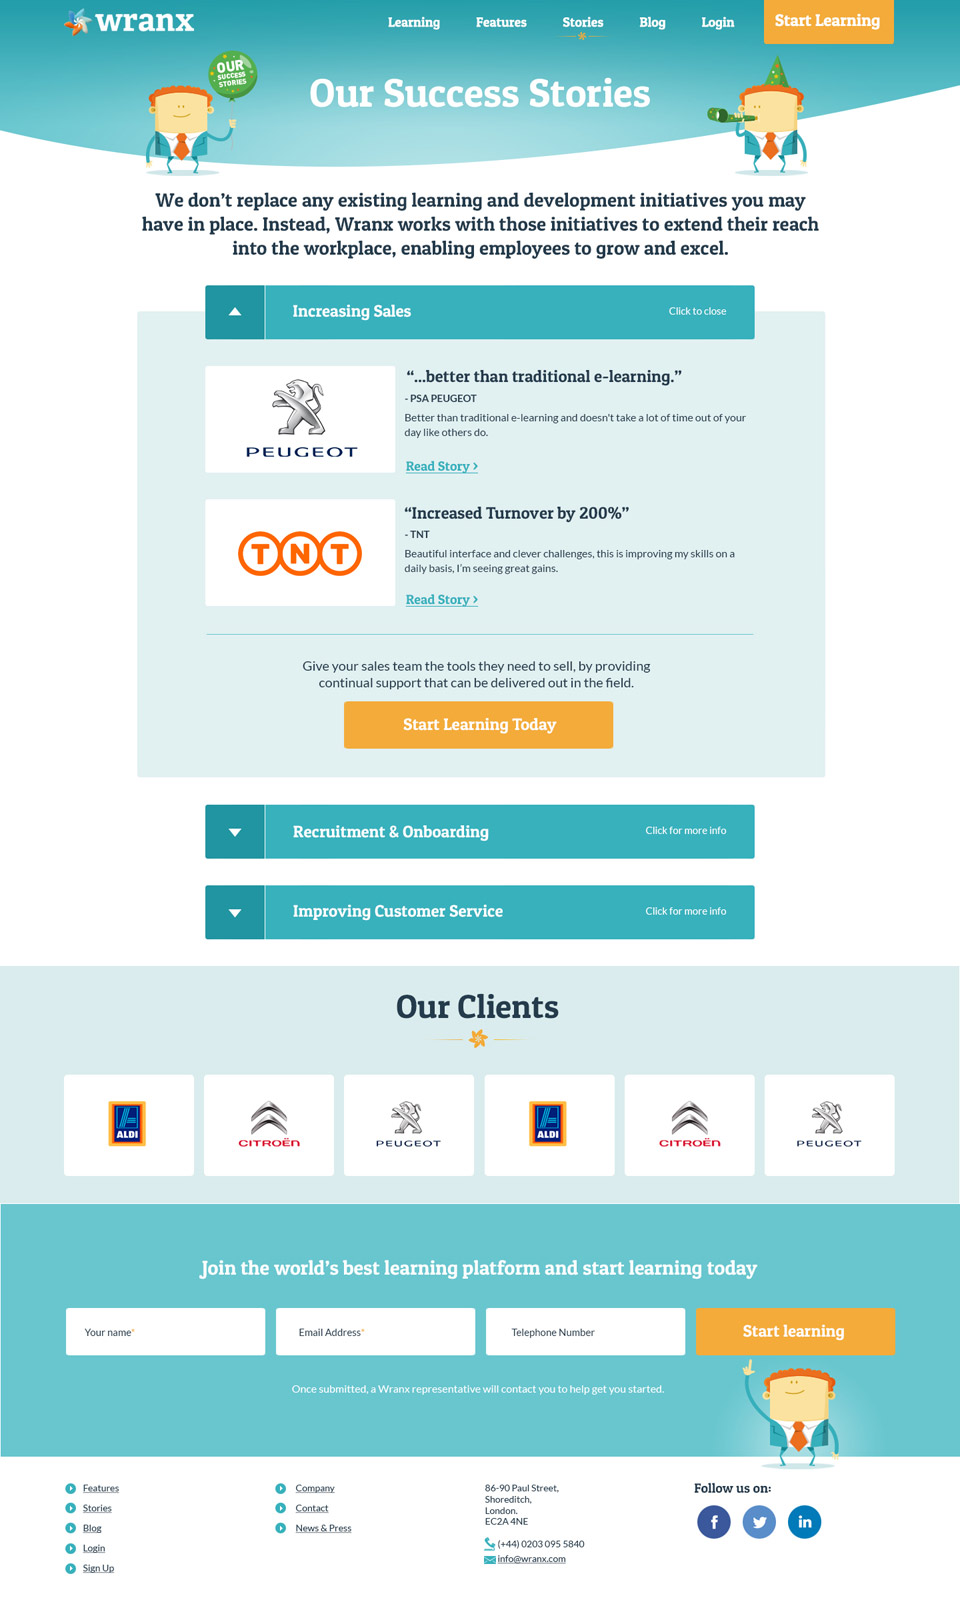 wranx
Learning
Features
Stories
Blog
Login
Start Learning
OUR
SUCCESS
STORIES
Our Success Stories
We don’t replace any existing learning and development initiatives you may
have in place. Instead, Wranx works with those initiatives to extend their reach
into the workplace, enabling employees to grow and excel.
Increasing Sales
Click to close
PEUGEOT
“...better than traditional e-learning.”
- PSA PEUGEOT
Better than traditional e-learning and doesn't take a lot of time out of your
day like others do.
Read Story ›
TNT
“Increased Turnover by 200%”
- TNT
Beautiful interface and clever challenges, this is improving my skills on a
daily basis, I’m seeing great gains.
Read Story ›
Give your sales team the tools they need to sell, by providing
continual support that can be delivered out in the field.
Start Learning Today
Recruitment & Onboarding
Click for more info
Improving Customer Service
Click for more info
Our Clients
ALDI
CITROËN
PEUGEOT
ALDI
CITROËN
PEUGEOT
Join the world’s best learning platform and start learning today
Your name*
Email Address*
Telephone Number
Start learning
Once submitted, a Wranx representative will contact you to help get you started.
Features
Stories
Blog
Login
Sign Up
Company
Contact
News & Press
86-90 Paul Street,
Shoreditch,
London.
EC2A 4NE
(+44) 0203 095 5840
info@wranx.com
Follow us on:
f
in